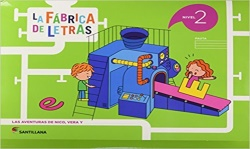 LA FÁBRICA
DE LETRAS
NIVEL 2
LAS AVENTURAS DE NICO, VERA Y
SANTILLANA